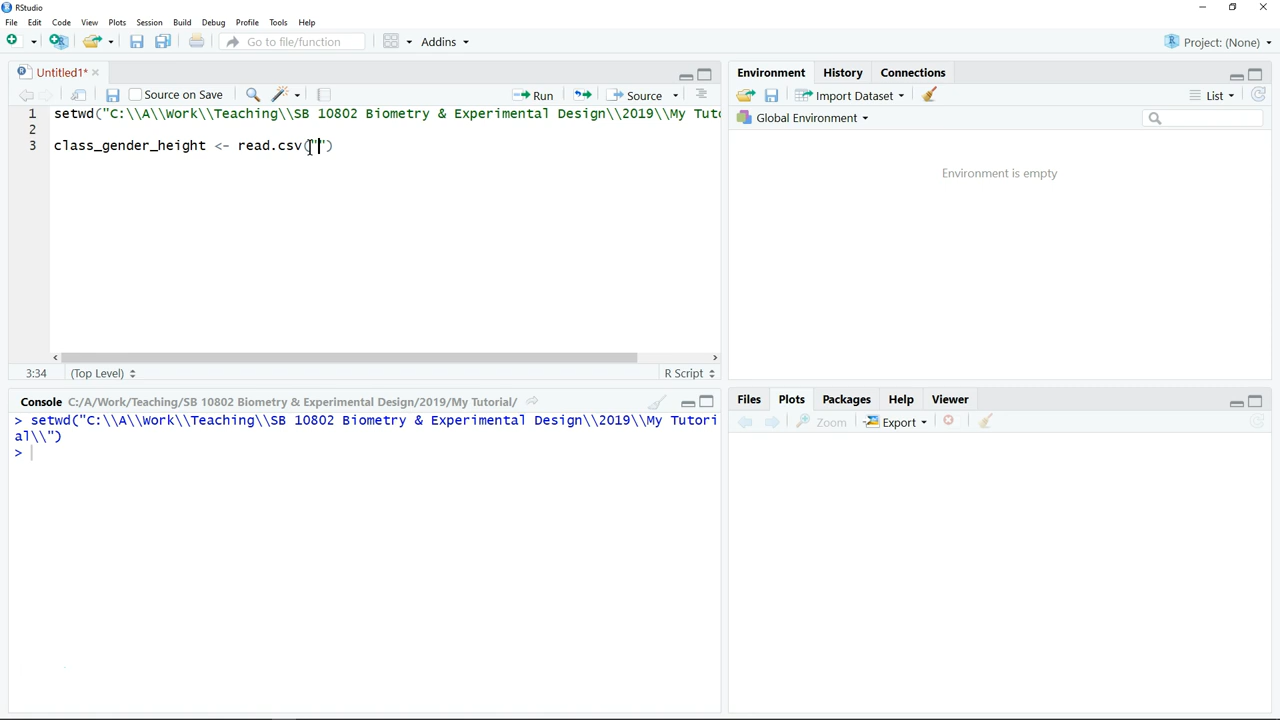 RStudio
File Edit Code View Plots Session Build Debug Profile Tools Help
Go to file/function Addins Project: (None)
Untitled1*
Source on Save Run Source
1 setwd("C:\\A\\Work\\Teaching\\SB 10802 Biometry & Experimental Design\\2019\\My Tut
2
3 class_gender_height <- read.csv("")
3:34 (Top Level) R Script
Console C:/A/Work/Teaching/SB 10802 Biometry & Experimental Design/2019/My Tutorial/
> setwd("C:\\A\\Work\\Teaching\\SB 10802 Biometry & Experimental Design\\2019\\My Tutori
al\\")
>
Environment History Connections
Import Dataset List
Global Environment
Environment is empty
Files Plots Packages Help Viewer
Zoom Export